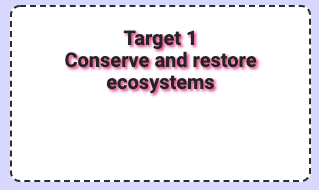 Target 1
Conserve and restore
ecosystems